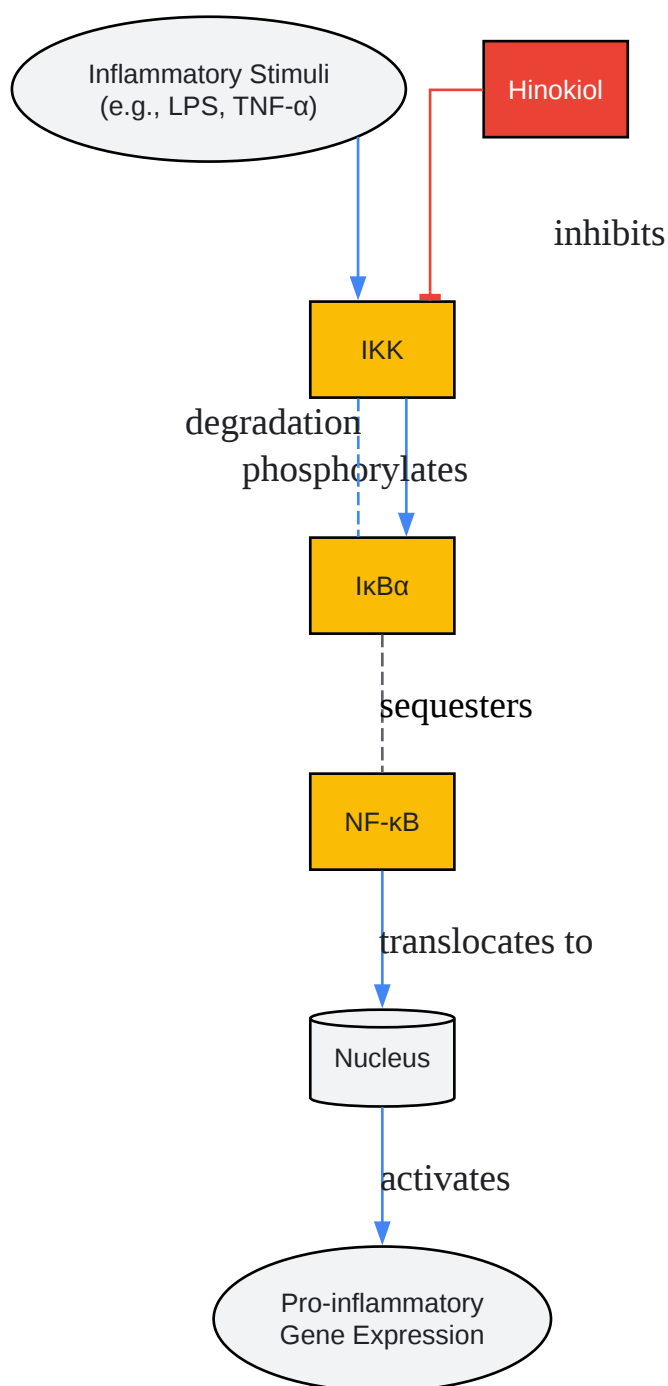 Inflammatory Stimuli
(e.g., LPS, TNF-α)
Hinokiol
inhibits
IKK
degradation
phosphorylates
IκBα
sequesters
NF-κB
translocates to
Nucleus
activates
Pro-inflammatory
Gene Expression